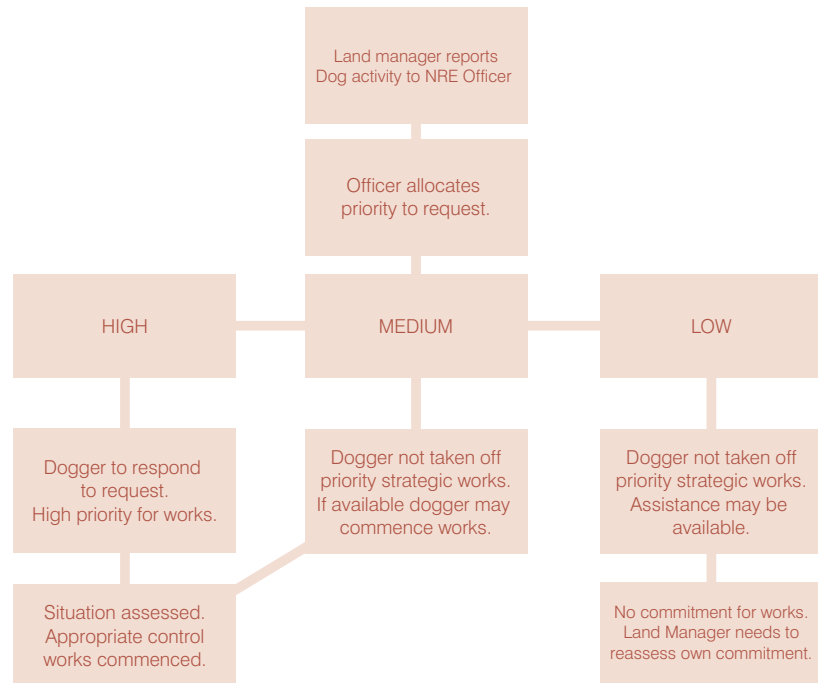 Land manager reports
Dog activity to NRE Officer
Officer allocates
priority to request.
HIGH
MEDIUM
LOW
Dogger to respond
to request.
High priority for works.
Dogger not taken off
priority strategic works.
If available dogger may
commence works.
Dogger not taken off
priority strategic works.
Assistance may be
available.
Situation assessed.
Appropriate control
works commenced.
No commitment for works.
Land Manager needs to
reassess own commitment.